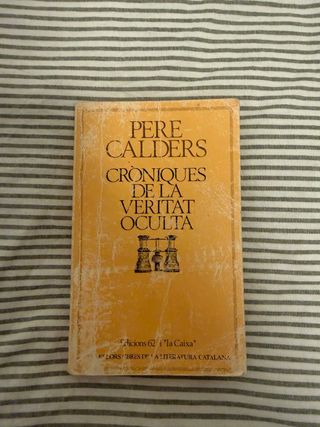 PERE
CALDERS
CRÒNIQUES
DE LA
VERITAT
OCULTA
Edicions 62 i "la Caixa"
OBRES DE LA LITERATURA CATALANA